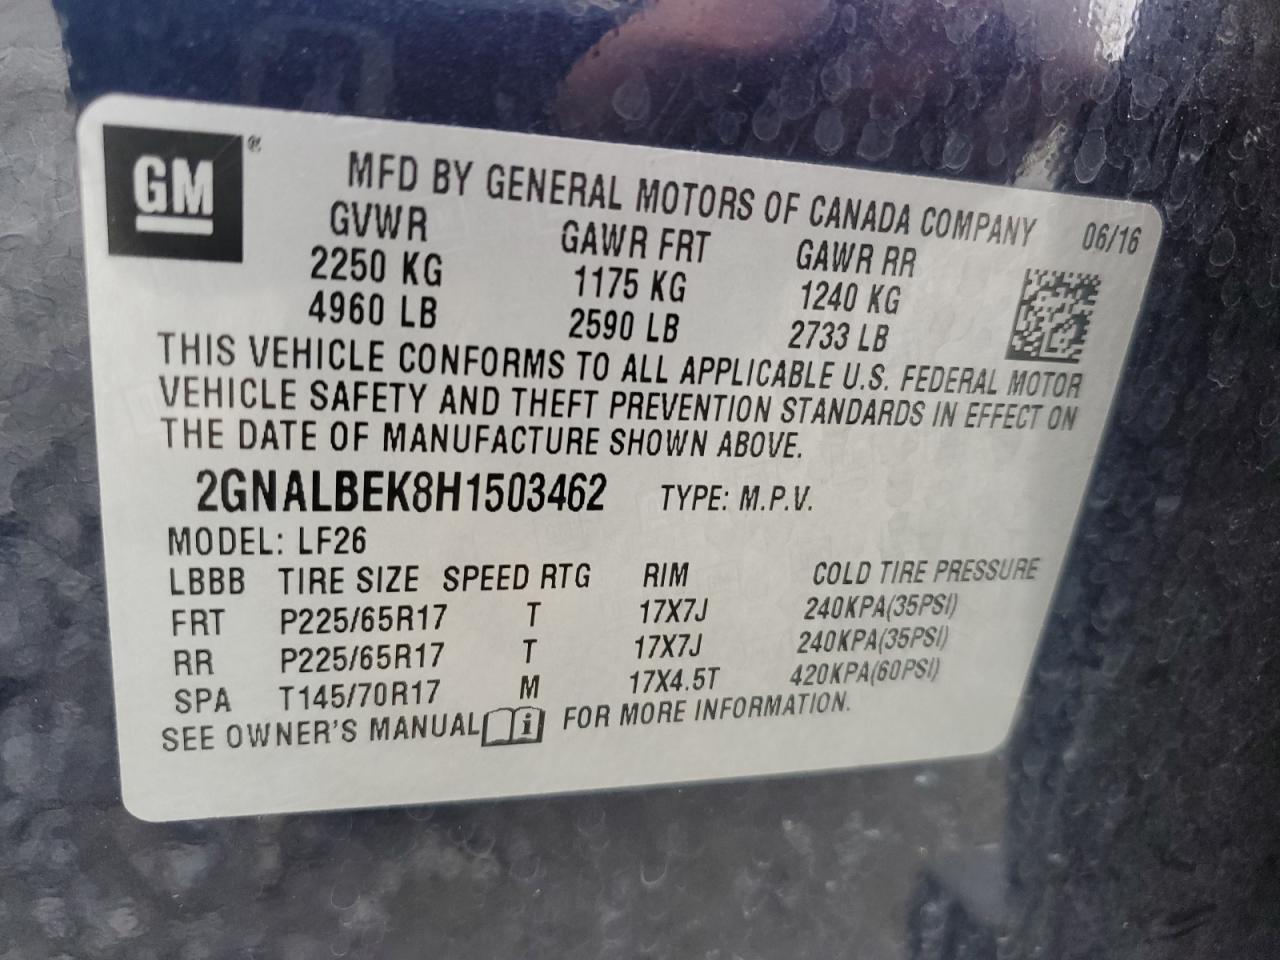 GM ®
MFD BY GENERAL MOTORS OF CANADA COMPANY 06/16
GVWR GAWR FRT GAWR RR
2250 KG 1175 KG 1240 KG
4960 LB 2590 LB 2733 LB
THIS VEHICLE CONFORMS TO ALL APPLICABLE U.S. FEDERAL MOTOR
VEHICLE SAFETY AND THEFT PREVENTION STANDARDS IN EFFECT ON
THE DATE OF MANUFACTURE SHOWN ABOVE.
2GNALBEK8H1503462 TYPE: M.P.V.
MODEL: LF26
LBBB TIRE SIZE SPEED RTG RIM COLD TIRE PRESSURE
FRT P225/65R17 T 17X7J 240KPA(35PSI)
RR P225/65R17 T 17X7J 240KPA(35PSI)
SPA T145/70R17 M 17X4.5T 420KPA(60PSI)
SEE OWNER'S MANUAL i FOR MORE INFORMATION.